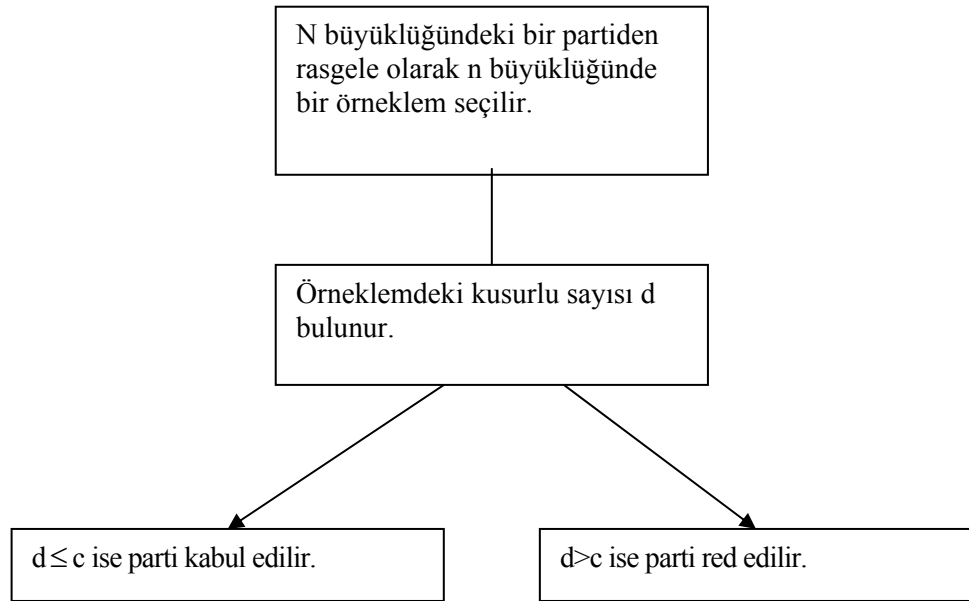 N büyüklüğündeki bir partiden
rasgele olarak n büyüklüğünde
bir örneklem seçilir.
Örneklemdeki kusurlu sayısı d
bulunur.
d ≤ c ise parti kabul edilir.
d>c ise parti red edilir.